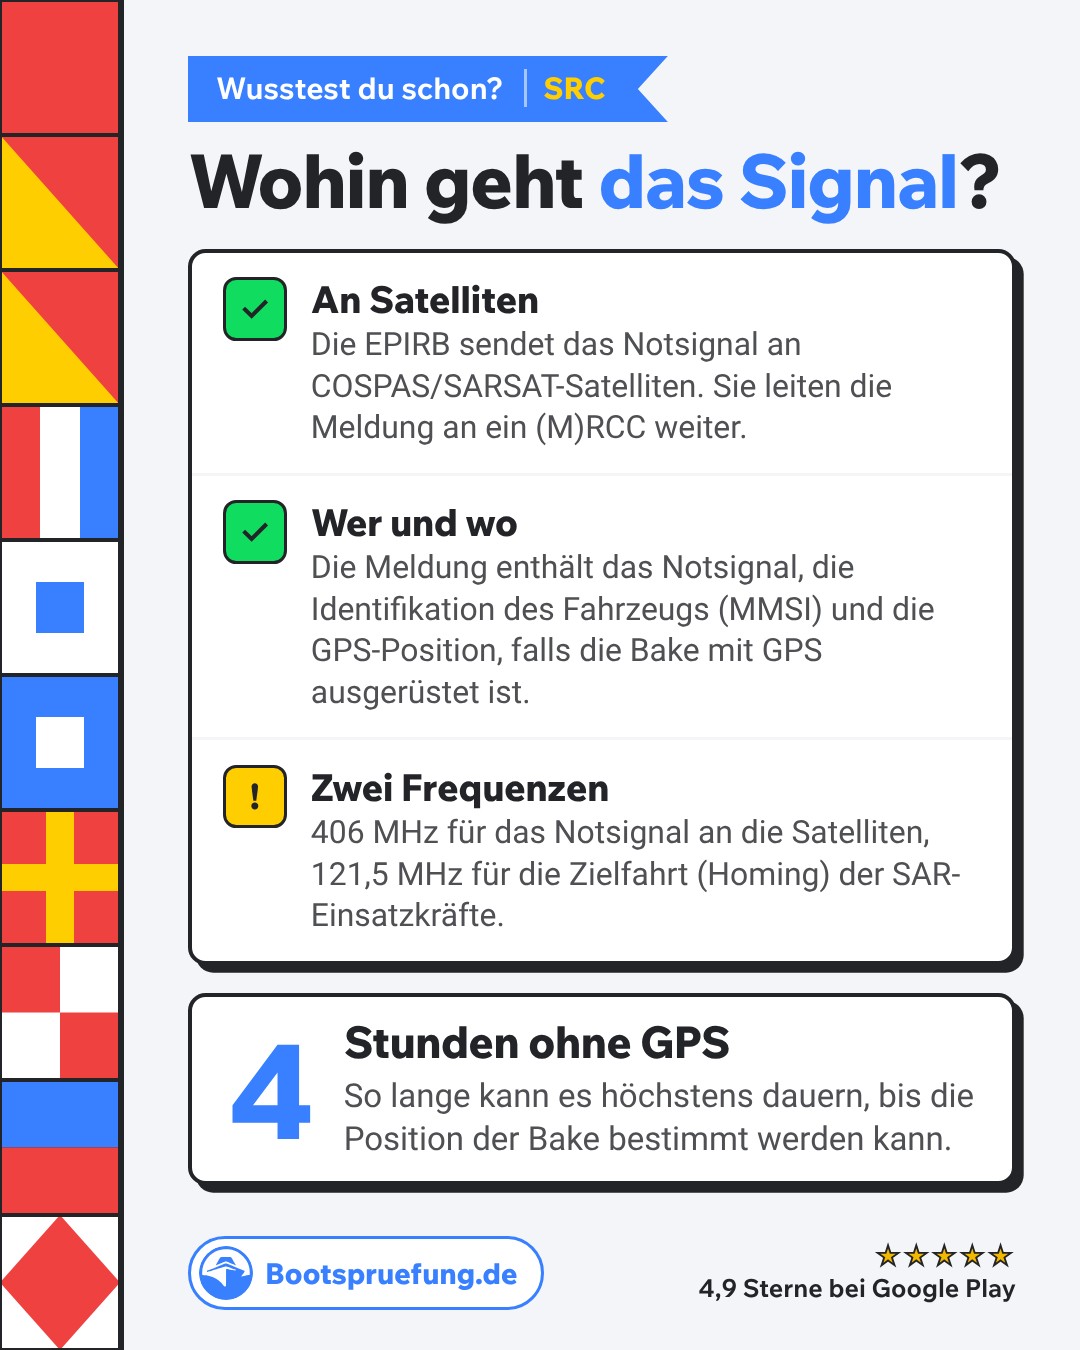 Wusstest du schon? | SRC
Wohin geht das Signal?
An Satelliten
Die EPIRB sendet das Notsignal an
COSPAS/SARSAT-Satelliten. Sie leiten die
Meldung an ein (M)RCC weiter.
Wer und wo
Die Meldung enthält das Notsignal, die
Identifikation des Fahrzeugs (MMSI) und die
GPS-Position, falls die Bake mit GPS
ausgerüstet ist.
!
Zwei Frequenzen
406 MHz für das Notsignal an die Satelliten,
121,5 MHz für die Zielfahrt (Homing) der SAR-
Einsatzkräfte.
4
Stunden ohne GPS
So lange kann es höchstens dauern, bis die
Position der Bake bestimmt werden kann.
Bootspruefung.de
4,9 Sterne bei Google Play